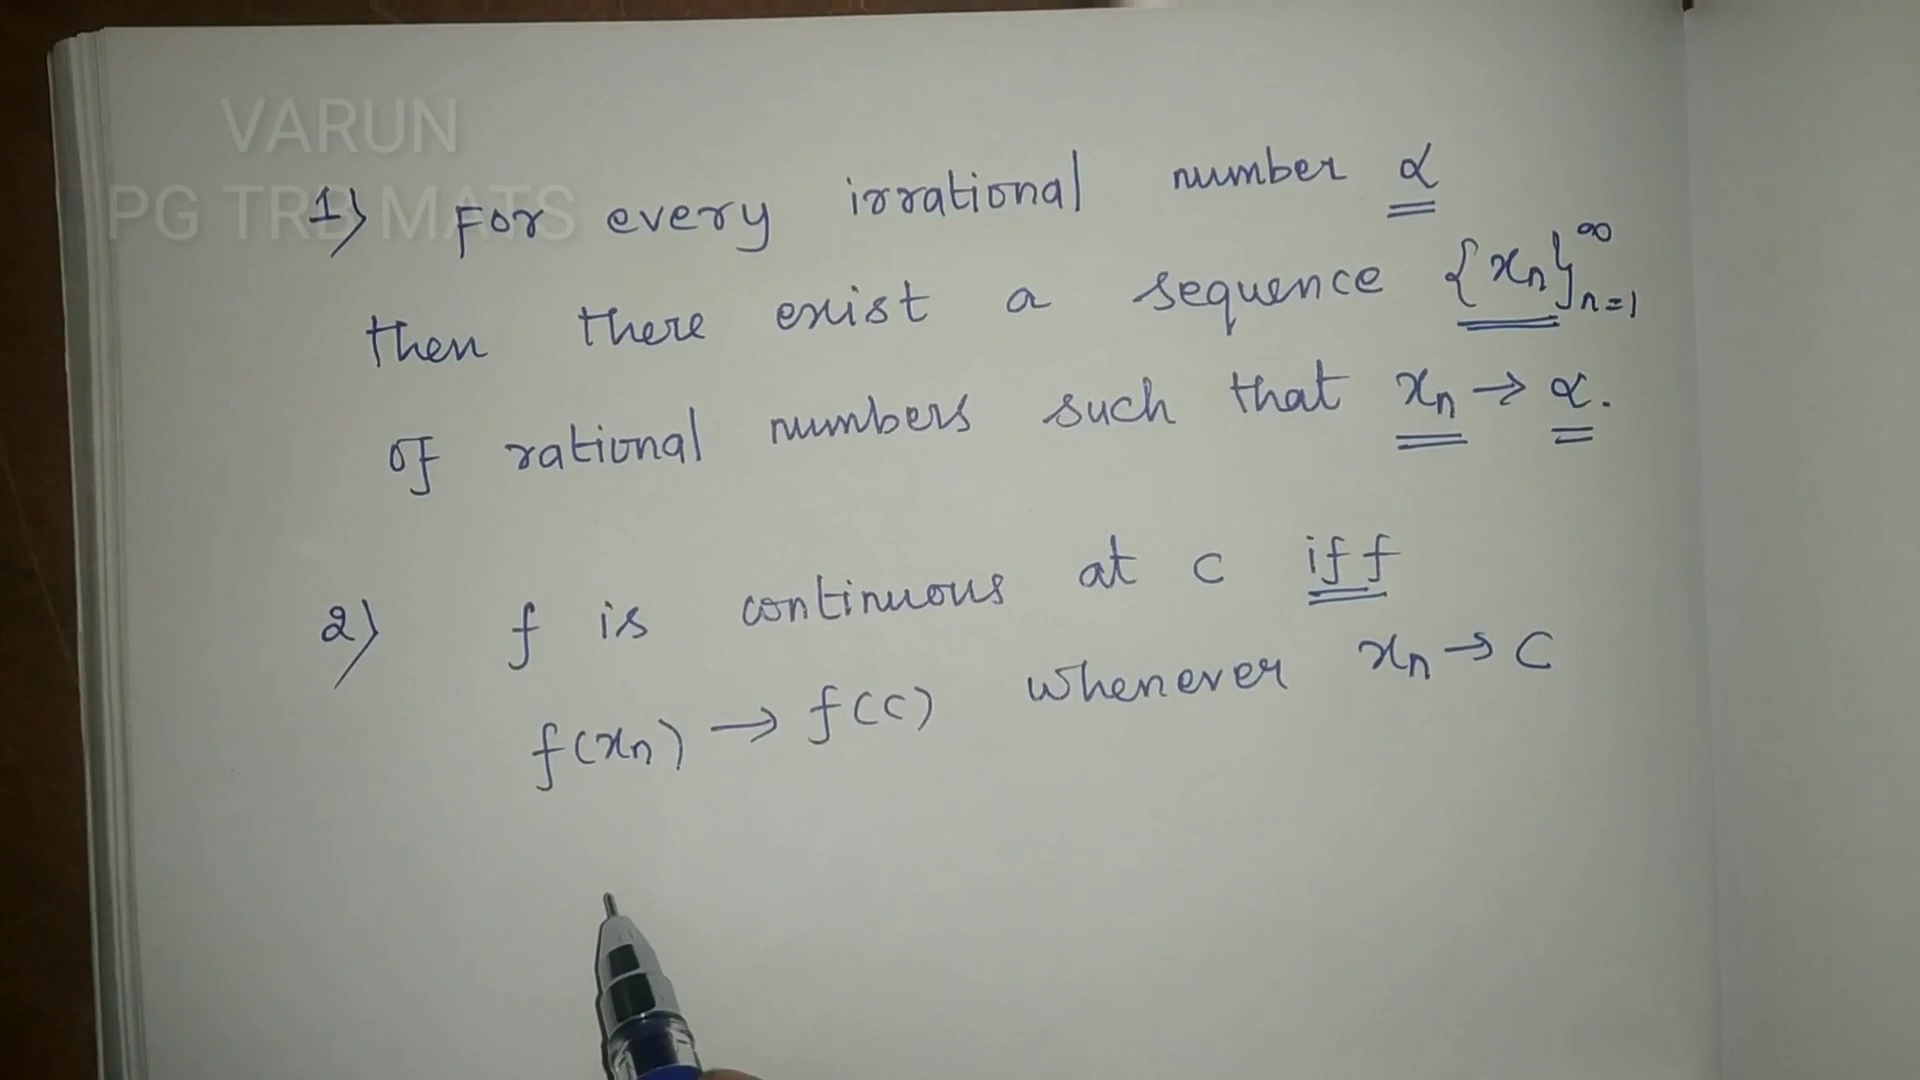 VARUN
PG TRB MATS
1) For every irrational number α
then there exist a sequence {xn}∞n=1
of rational numbers such that xn → α.
2) f is continuous at c iff
f(xn) → f(c) whenever xn → c